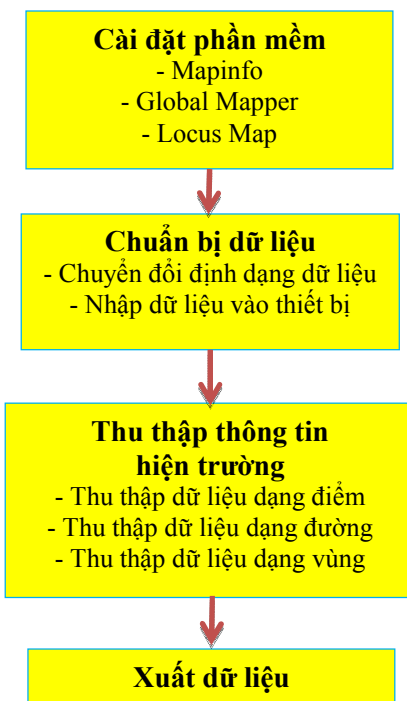 Cài đặt phần mềm
- Mapinfo
- Global Mapper
- Locus Map
Chuẩn bị dữ liệu
- Chuyển đổi định dạng dữ liệu
- Nhập dữ liệu vào thiết bị
Thu thập thông tin
hiện trường
- Thu thập dữ liệu dạng điểm
- Thu thập dữ liệu dạng đường
- Thu thập dữ liệu dạng vùng
Xuất dữ liệu